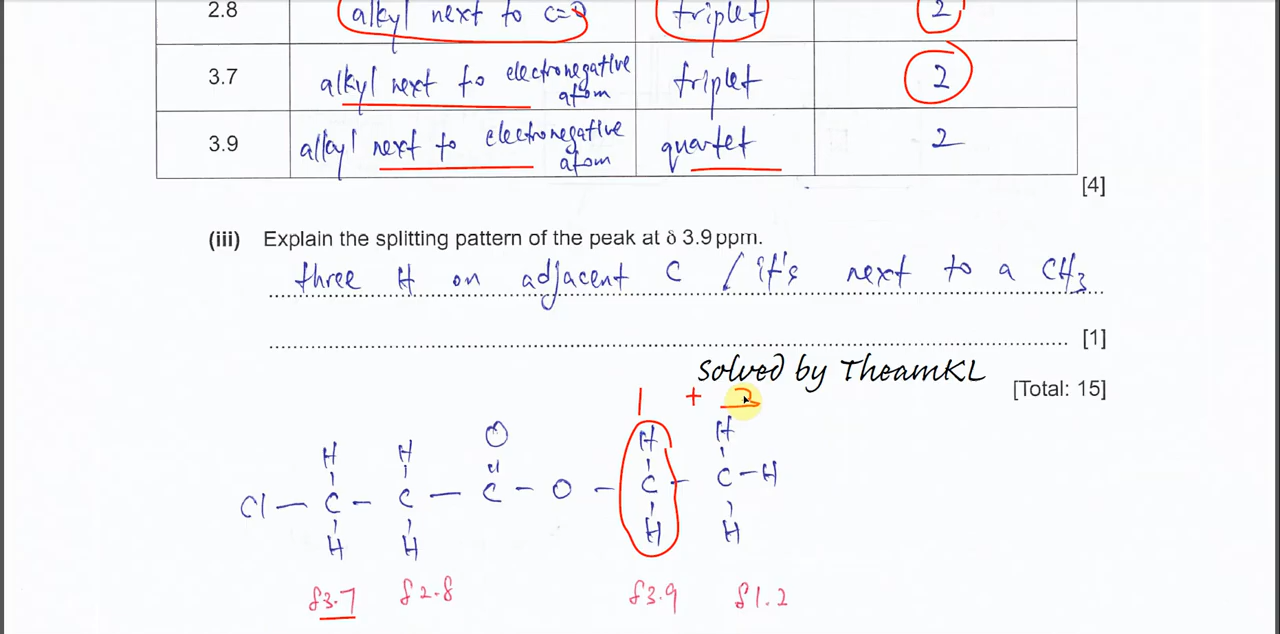 2.8 alkyl next to C=O triplet 2
3.7 alkyl next to electronegative atom triplet 2
3.9 alkyl next to electronegative atom quartet 2
[4]
(iii) Explain the splitting pattern of the peak at δ 3.9 ppm.
three H on adjacent C / it's next to a CH3
[1]
Solved by TheamKL
[Total: 15]
1 + 3
H H O H H
Cl — C — C — C — O — C — C — H
H H H H
δ3.7 δ2.8 δ3.9 δ1.2